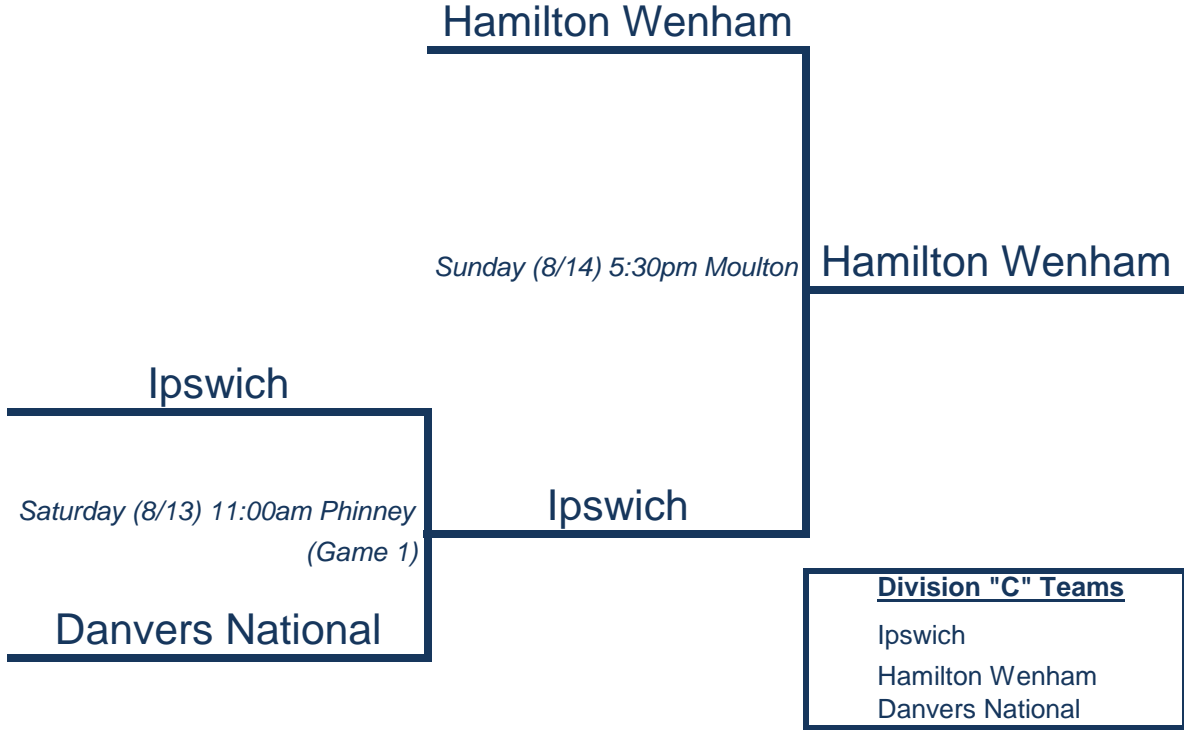 Hamilton Wenham
Sunday (8/14) 5:30pm Moulton
Hamilton Wenham
Ipswich
Saturday (8/13) 11:00am Phinney
(Game 1)
Ipswich
Danvers National
Division "C" Teams
Ipswich
Hamilton Wenham
Danvers National